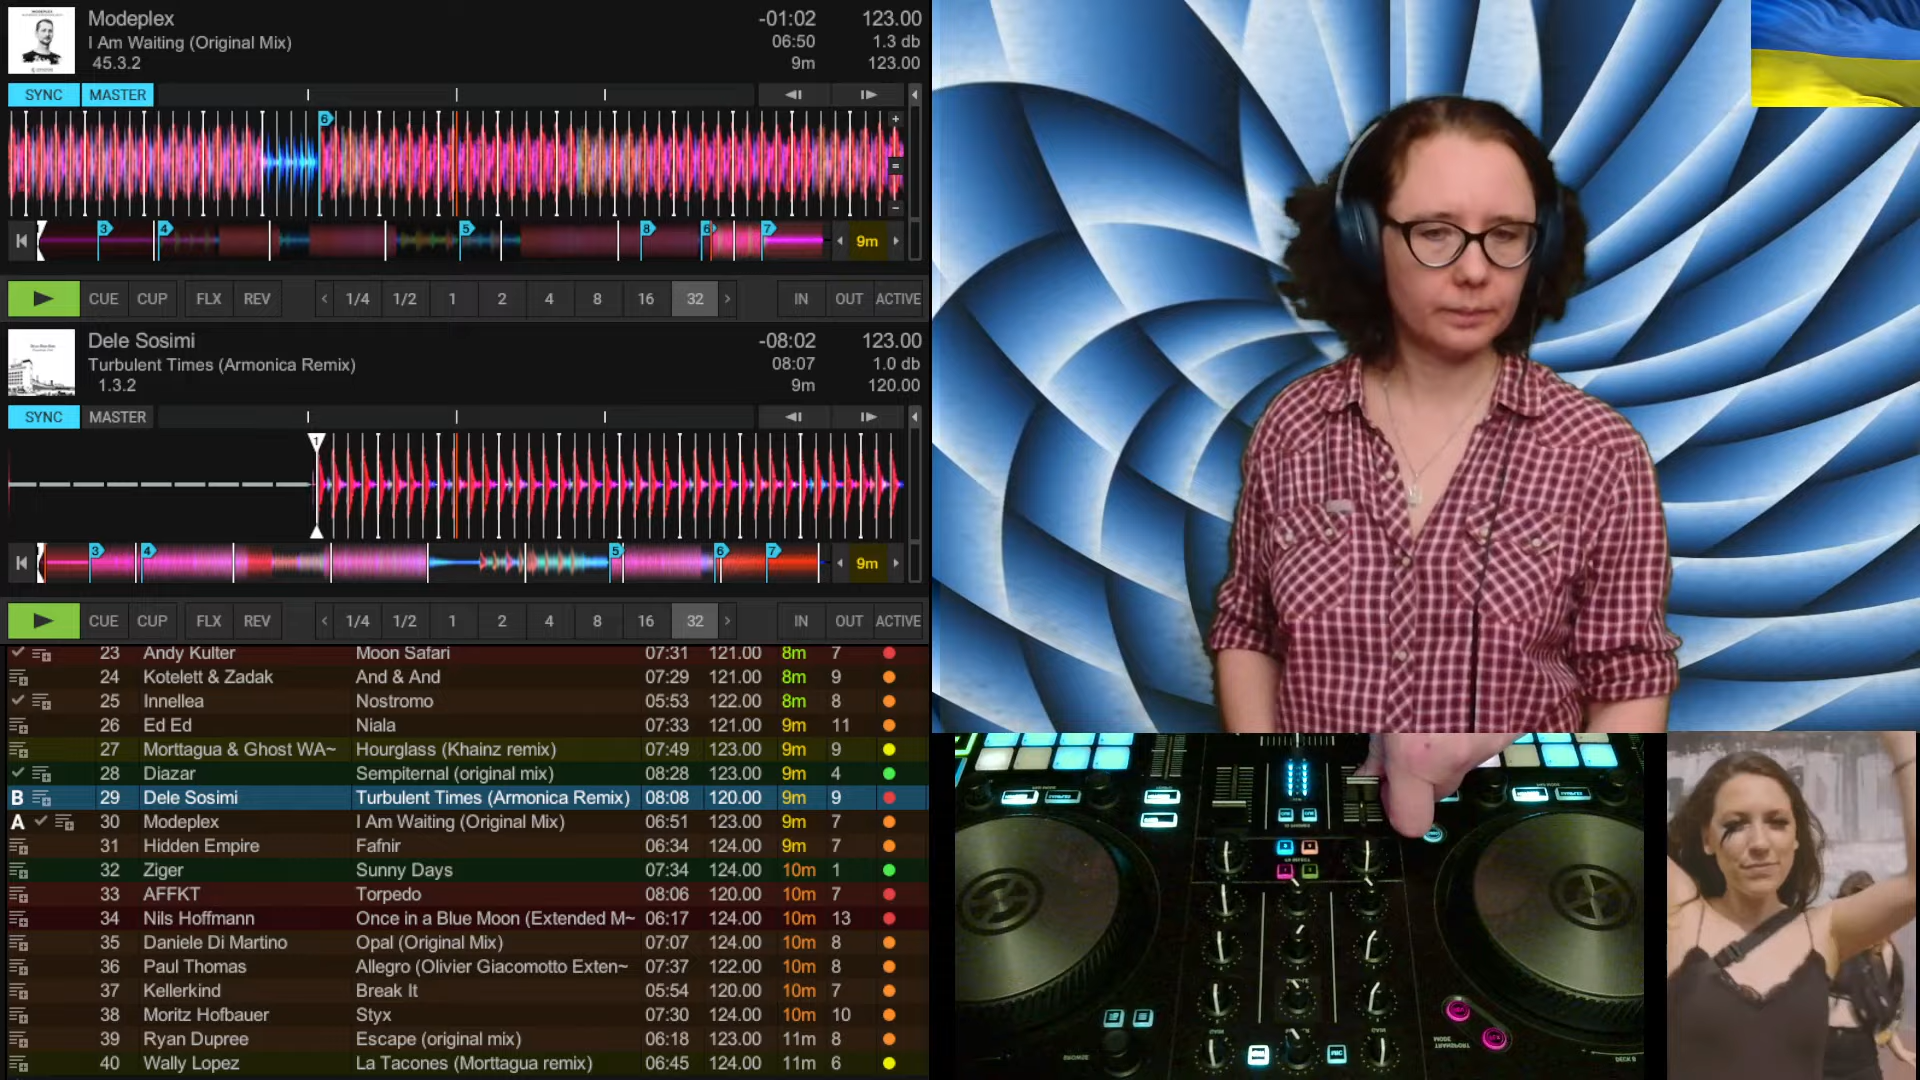 Modeplex -01:02 123.00
I Am Waiting (Original Mix) 06:50 1.3 db
45.3.2 9m 123.00
SYNC MASTER
6
3 4 5 8 6 7 9m
CUE CUP FLX REV 1/4 1/2 1 2 4 8 16 32 IN OUT ACTIVE
Dele Sosimi -08:02 123.00
Turbulent Times (Armonica Remix) 08:07 1.0 db
1.3.2 9m 120.00
SYNC MASTER
1
3 4 5 6 7 9m
CUE CUP FLX REV 1/4 1/2 1 2 4 8 16 32 IN OUT ACTIVE
23 Andy Kulter Moon Safari 07:31 121.00 8m 7
24 Kotelett & Zadak And & And 07:29 121.00 8m 9
25 Innellea Nostromo 05:53 122.00 8m 8
26 Ed Ed Niala 07:33 121.00 9m 11
27 Morttagua & Ghost WA~ Hourglass (Khainz remix) 07:49 123.00 9m 9
28 Diazar Sempiternal (original mix) 08:28 123.00 9m 4
B 29 Dele Sosimi Turbulent Times (Armonica Remix) 08:08 120.00 9m 9
A 30 Modeplex I Am Waiting (Original Mix) 06:51 123.00 9m 7
31 Hidden Empire Fafnir 06:34 124.00 9m 7
32 Ziger Sunny Days 07:34 124.00 10m 1
33 AFFKT Torpedo 08:06 120.00 10m 7
34 Nils Hoffmann Once in a Blue Moon (Extended M~ 06:17 124.00 10m 13
35 Daniele Di Martino Opal (Original Mix) 07:07 124.00 10m 8
36 Paul Thomas Allegro (Olivier Giacomotto Exten~ 07:37 122.00 10m 8
37 Kellerkind Break It 05:54 120.00 10m 7
38 Moritz Hofbauer Styx 07:30 124.00 10m 10
39 Ryan Dupree Escape (original mix) 06:18 123.00 11m 8
40 Wally Lopez La Tacones (Morttagua remix) 06:45 124.00 11m 6